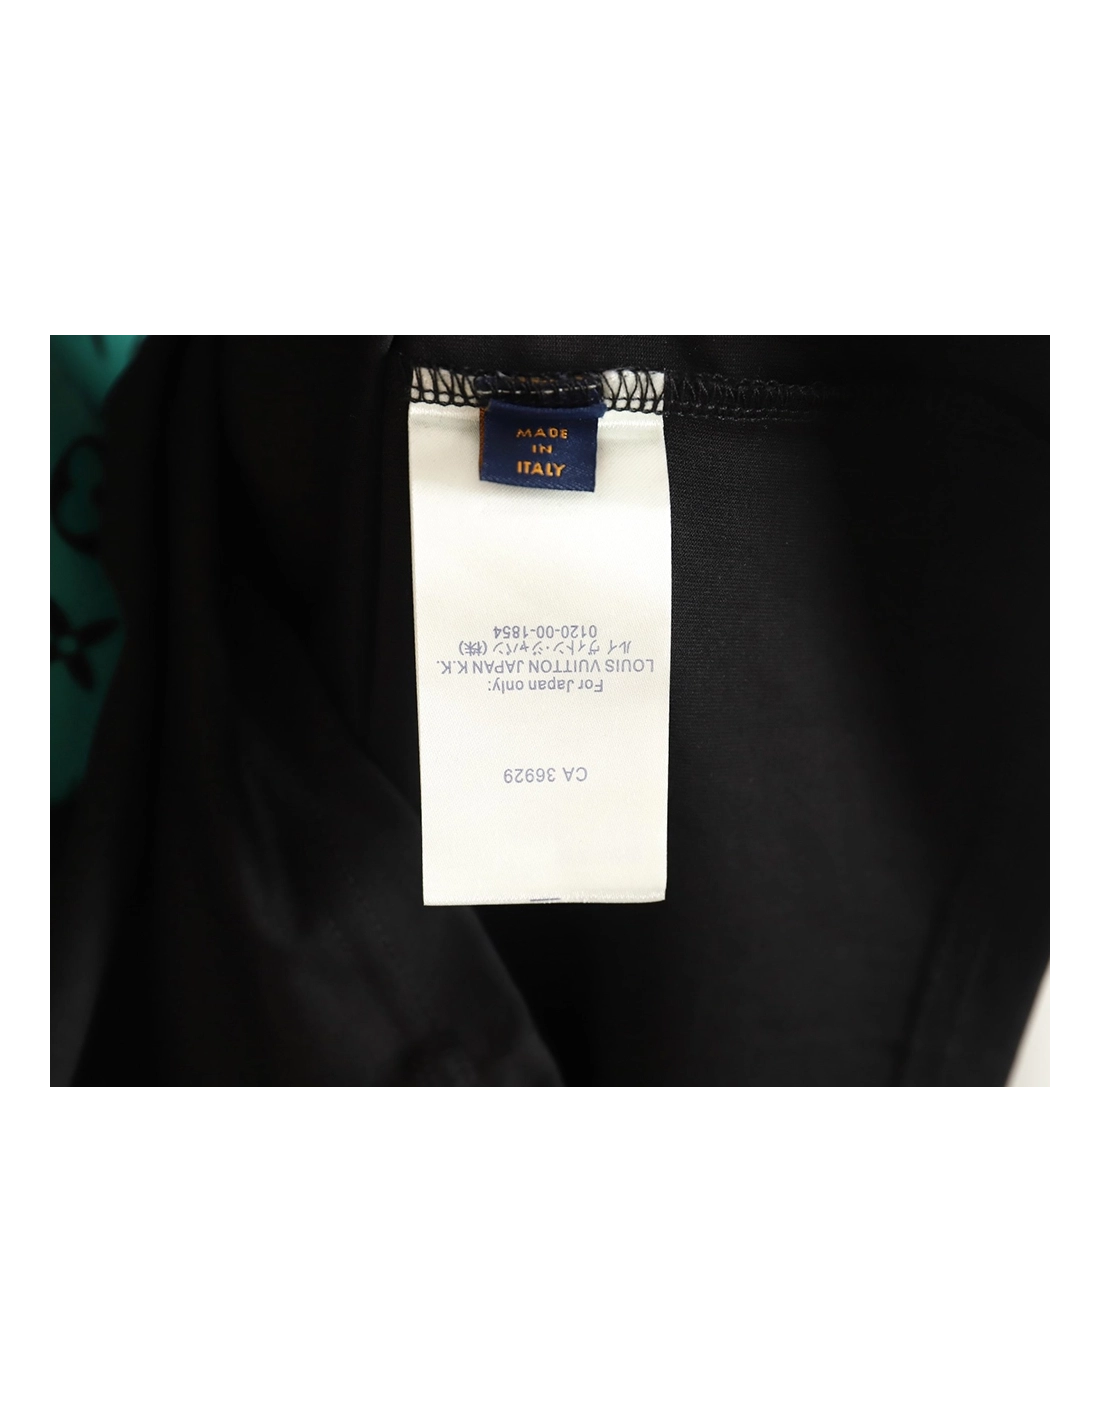 MADE
IN
ITALY
CA 36929
For Japan only:
LOUIS VUITTON JAPAN K.K.
ルイ ヴィトン・ジャパン (株)
0120-00-1854